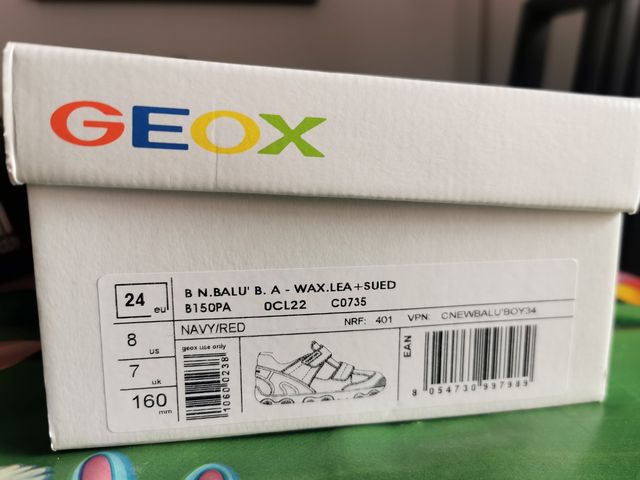 GEOX
24 eu
B N.BALU' B. A - WAX.LEA+SUED
B150PA 0CL22 C0735
NAVY/RED NRF: 401 VPN: CNEWBALU'BOY34
8 us
7 uk
160 mm
geox use only
10600238
EAN
8 054730 997989